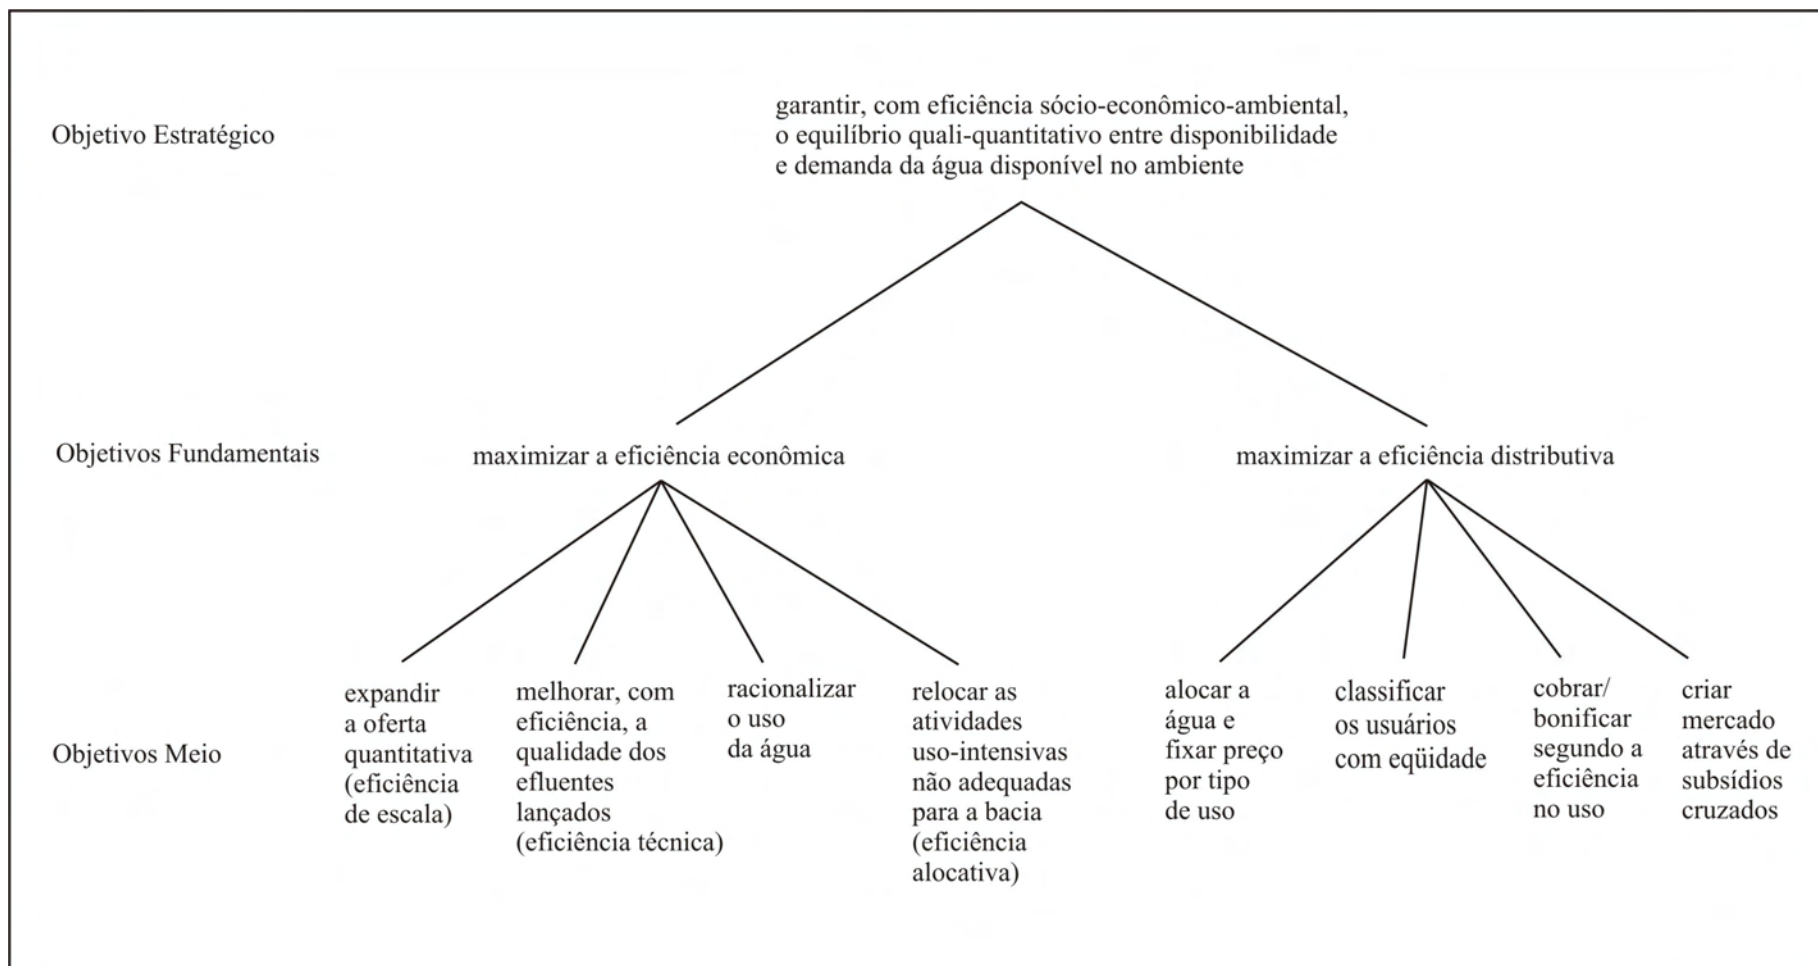 Objetivo Estratégico
garantir, com eficiência sócio-econômico-ambiental,
o equilíbrio quali-quantitativo entre disponibilidade
e demanda da água disponível no ambiente
Objetivos Fundamentais
maximizar a eficiência econômica
maximizar a eficiência distributiva
Objetivos Meio
expandir
a oferta
quantitativa
(eficiência
de escala)
melhorar, com
eficiência, a
qualidade dos
efluentes
lançados
(eficiência técnica)
racionalizar
o uso
da água
relocar as
atividades
uso-intensivas
não adequadas
para a bacia
(eficiência
alocativa)
alocar a
água e
fixar preço
por tipo
de uso
classificar
os usuários
com eqüidade
cobrar/
bonificar
segundo a
eficiência
no uso
criar
mercado
através de
subsídios
cruzados